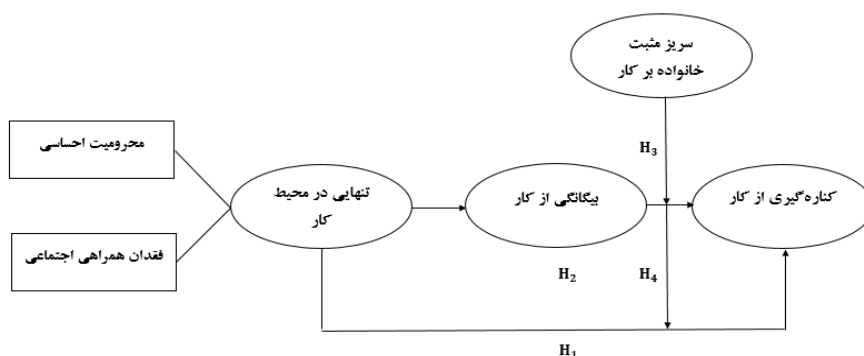 سریز مثبت
خانواده بر کار
محرومیت احساسی
H₃
تنهایی در محیط
کار
بیگانگی از کار
کناره‌گیری از کار
فقدان همراهی اجتماعی
H₂
H₄
H₁